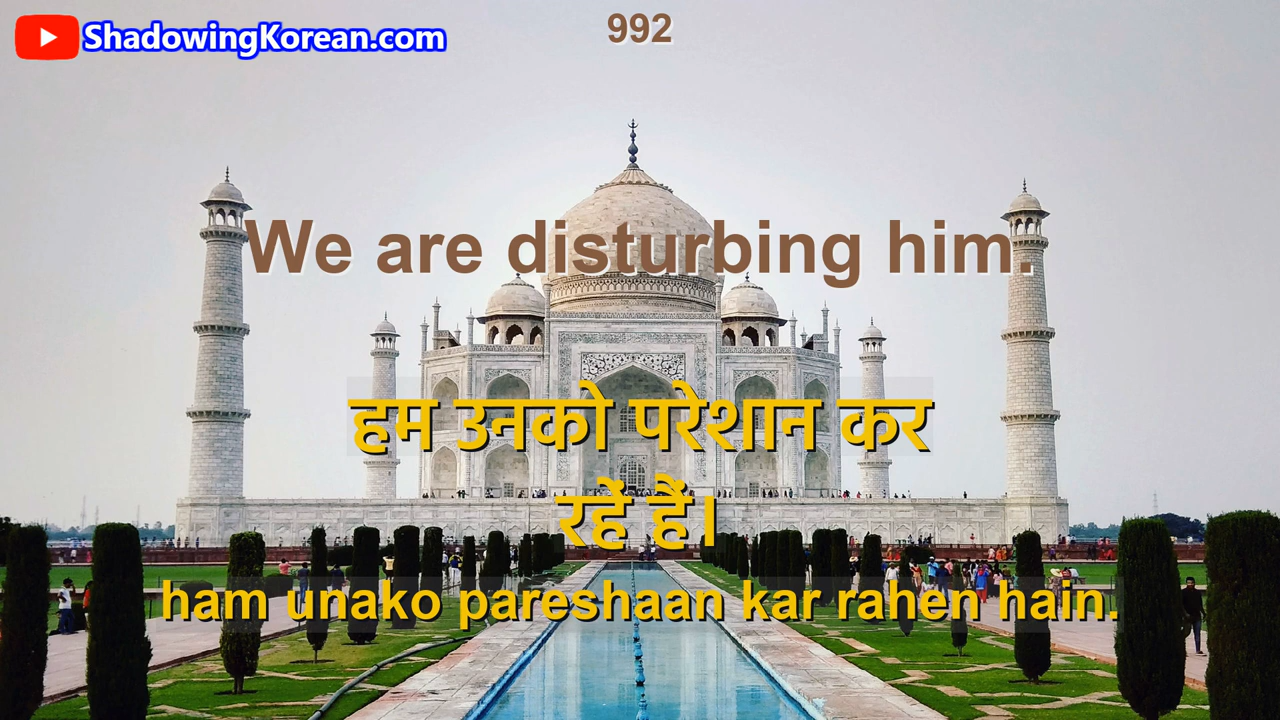 ShadowingKorean.com
992
We are disturbing him.
हम उनको परेशान कर
रहें हैं।
ham unako pareshaan kar rahen hain.